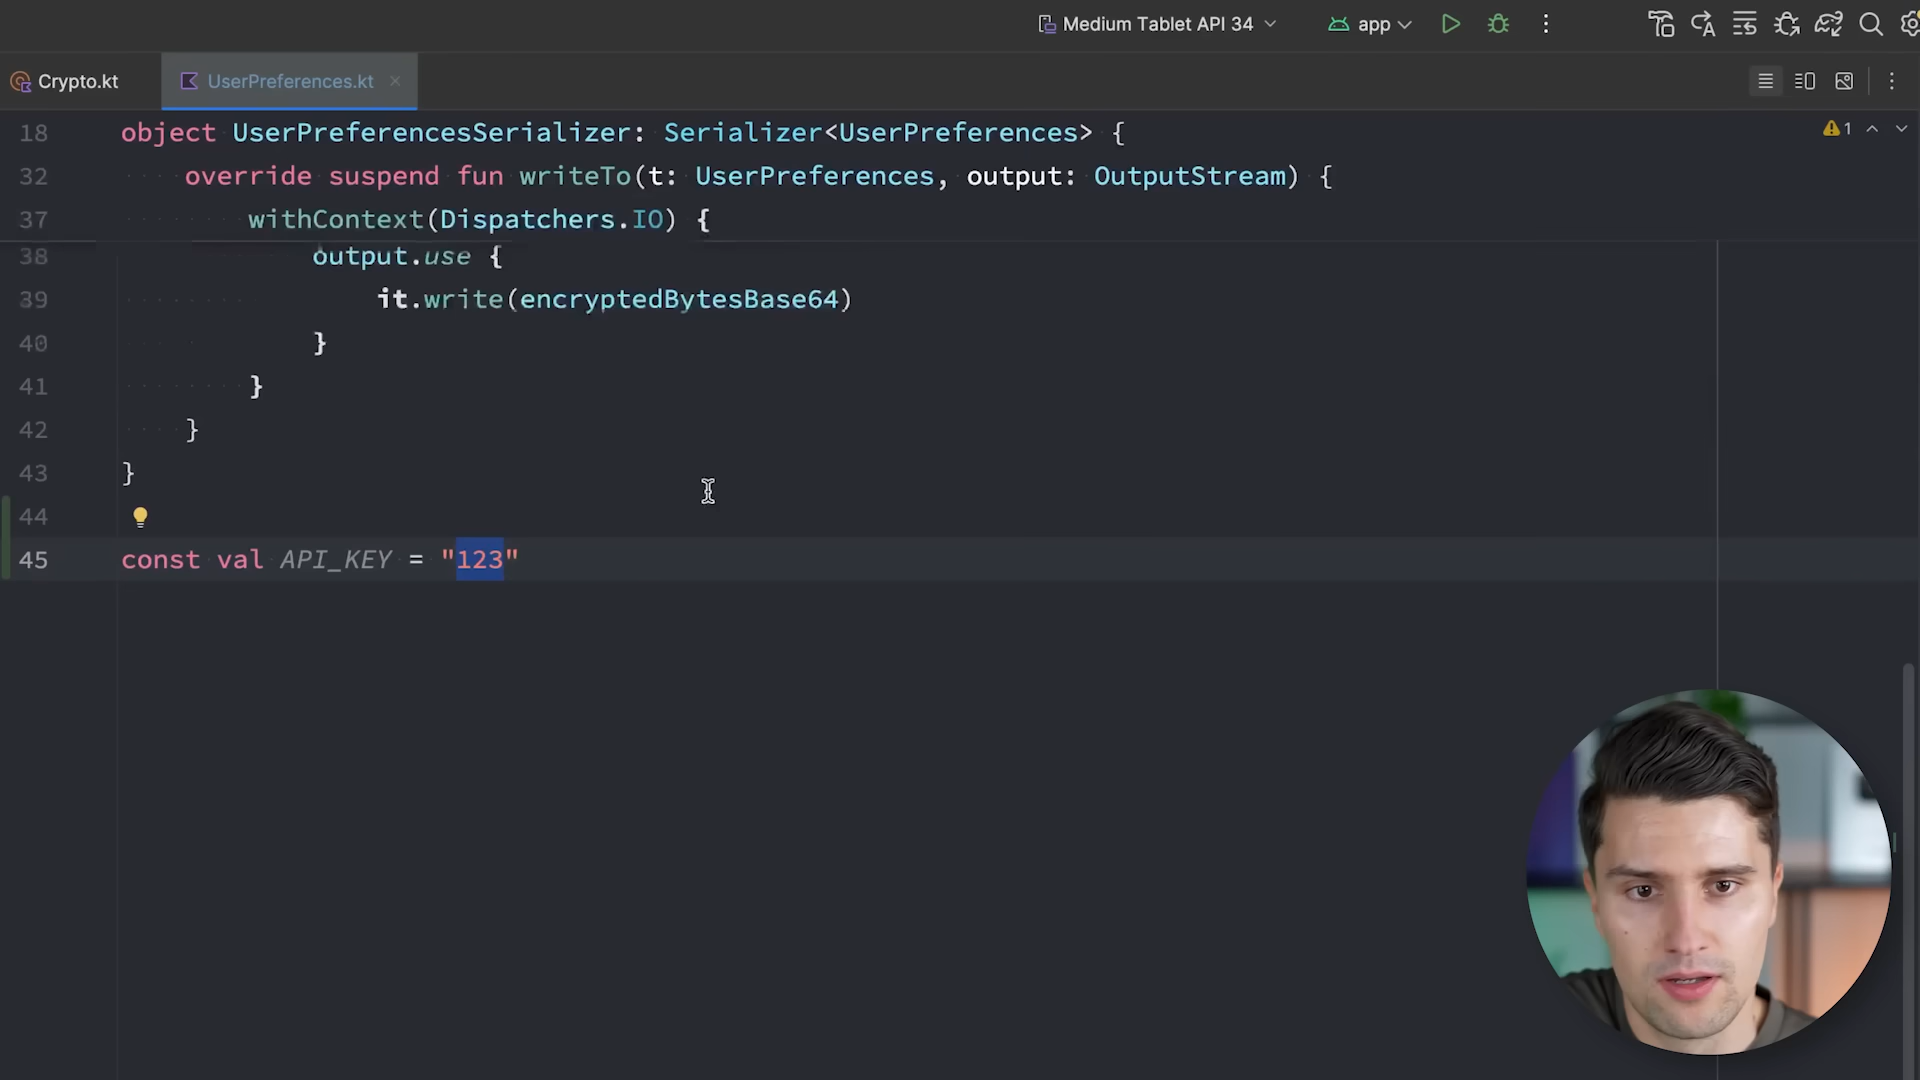 Medium Tablet API 34
app
Crypto.kt
UserPreferences.kt
1
18 object UserPreferencesSerializer: Serializer<UserPreferences> {
32 override suspend fun writeTo(t: UserPreferences, output: OutputStream) {
37 withContext(Dispatchers.IO) {
38 output.use {
39 it.write(encryptedBytesBase64)
40 }
41 }
42 }
43 }
44
45 const val API_KEY = "123"